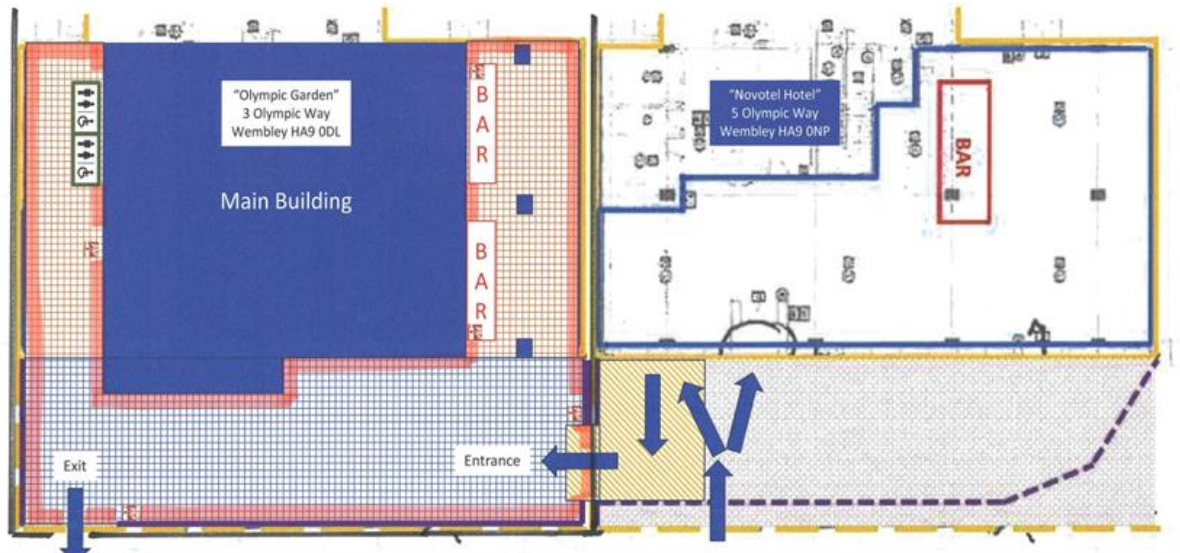 "Olympic Garden"
3 Olympic Way
Wembley HA9 0DL
Main Building
BAR
BAR
"Novotel Hotel"
5 Olympic Way
Wembley HA9 0NP
BAR
Exit
Entrance